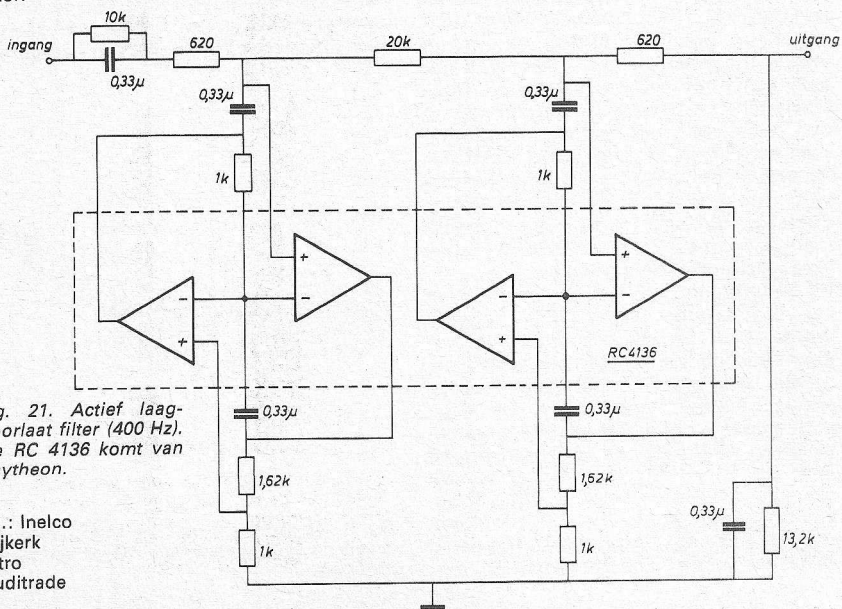 10k
ingang
0,33µ
620
20k
620
uitgang
0,33µ
0,33µ
1k
1k
+
−
−
+
+
−
−
+
RC4136
0,33µ
0,33µ
g. 21. Actief laag-
orlaat filter (400 Hz).
RC 4136 komt van
ytheon.
1,62k
1,52k
.: Inelco
jkerk
tro
uditrade
1k
1k
0,33µ
13,2k